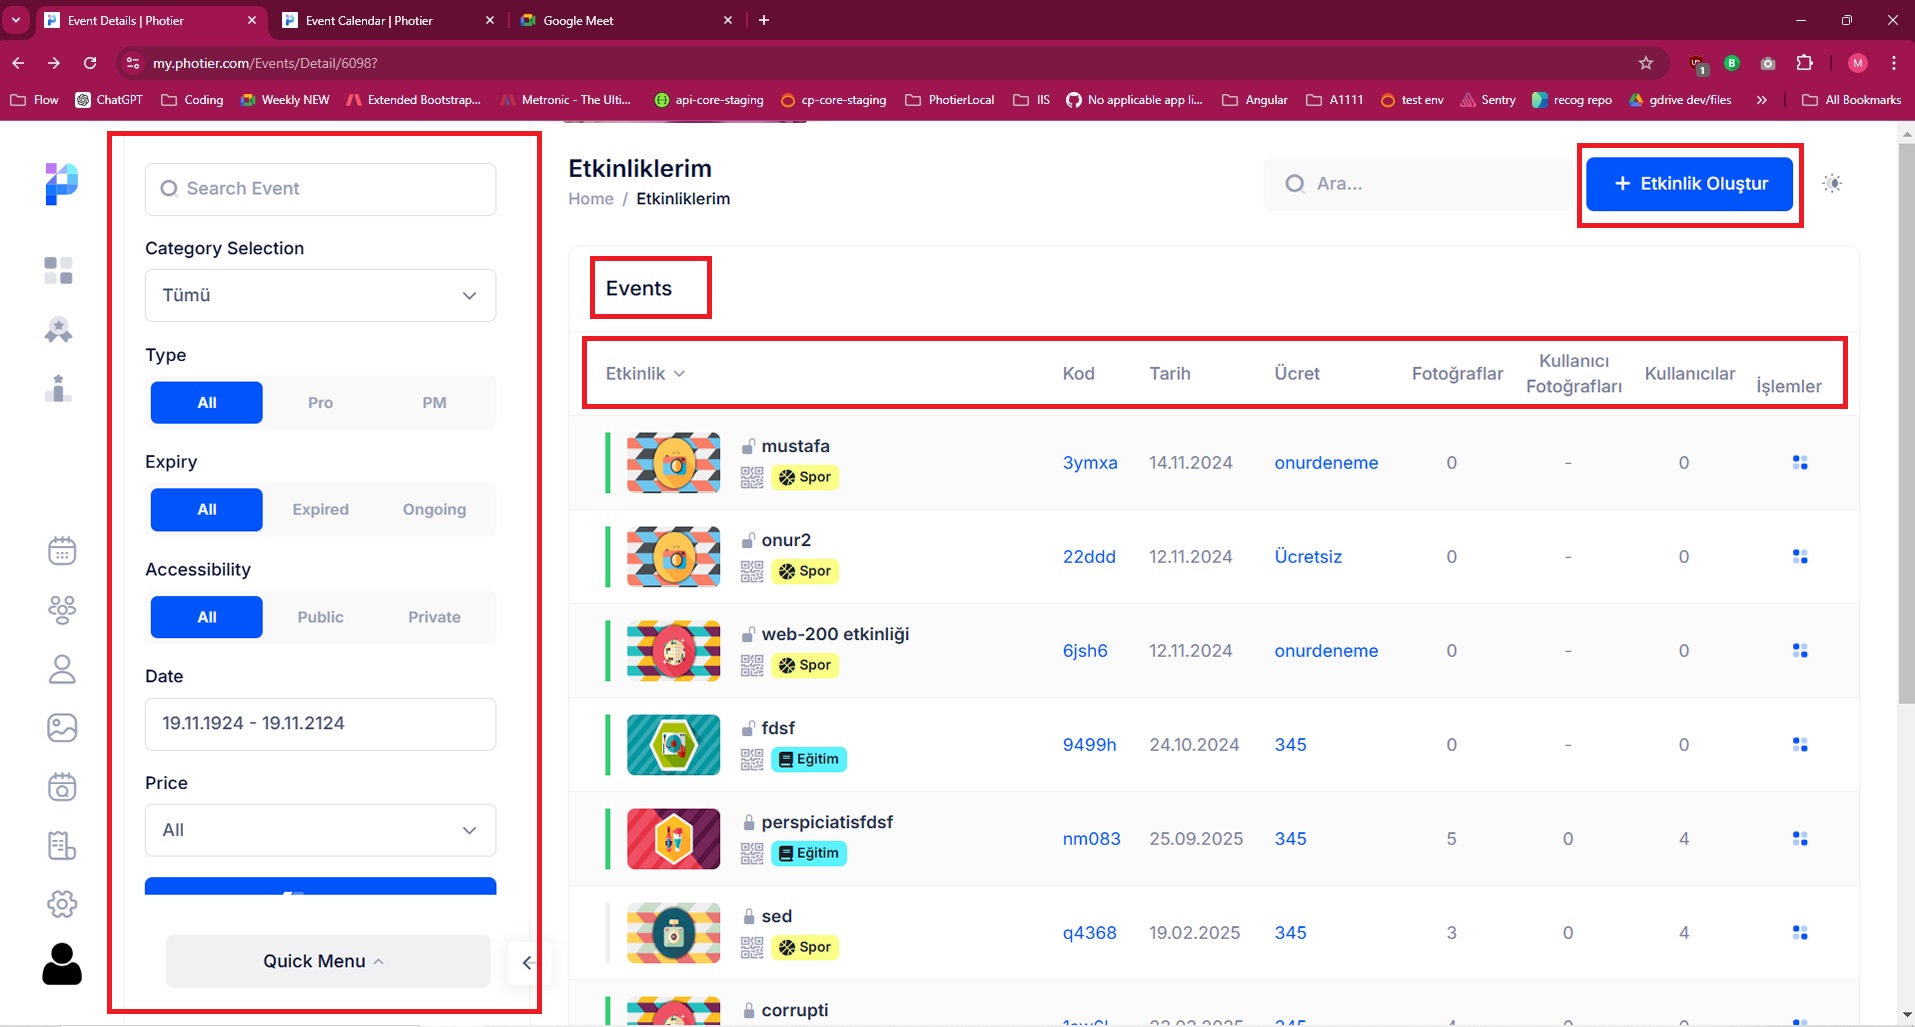 Event Details | Photier
Event Calendar | Photier
Google Meet
my.photier.com/Events/Detail/6098?
1
B
M
Flow
ChatGPT
Coding
Weekly NEW
Extended Bootstrap...
Metronic - The Ulti...
api-core-staging
cp-core-staging
PhotierLocal
IIS
No applicable app li...
Angular
A1111
test env
Sentry
recog repo
gdrive dev/files
All Bookmarks
Search Event
Category Selection
Tümü
Type
All Pro PM
Expiry
All Expired Ongoing
Accessibility
All Public Private
Date
19.11.1924 - 19.11.2124
Price
All
Quick Menu
Etkinliklerim
Home / Etkinliklerim
Ara...
+ Etkinlik Oluştur
Events
Etkinlik Kod Tarih Ücret Fotoğraflar Kullanıcı Fotoğrafları Kullanıcılar İşlemler
mustafa
Spor
3ymxa 14.11.2024 onurdeneme 0 - 0
onur2
Spor
22ddd 12.11.2024 Ücretsiz 0 - 0
web-200 etkinliği
Spor
6jsh6 12.11.2024 onurdeneme 0 - 0
fdsf
Eğitim
9499h 24.10.2024 345 0 - 0
perspiciatisfdsf
Eğitim
nm083 25.09.2025 345 5 0 4
sed
Spor
q4368 19.02.2025 345 3 0 4
corrupti